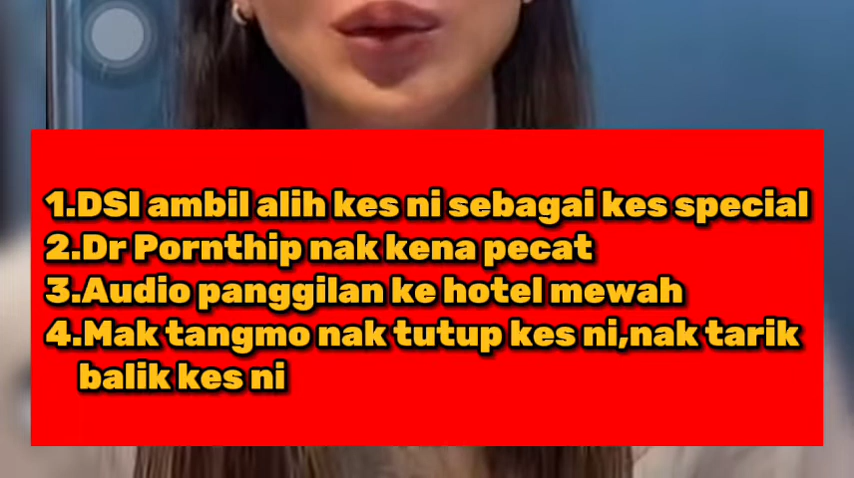 1.DSI ambil alih kes ni sebagai kes special
2.Dr Pornthip nak kena pecat
3.Audio panggilan ke hotel mewah
4.Mak tangmo nak tutup kes ni,nak tarik
balik kes ni